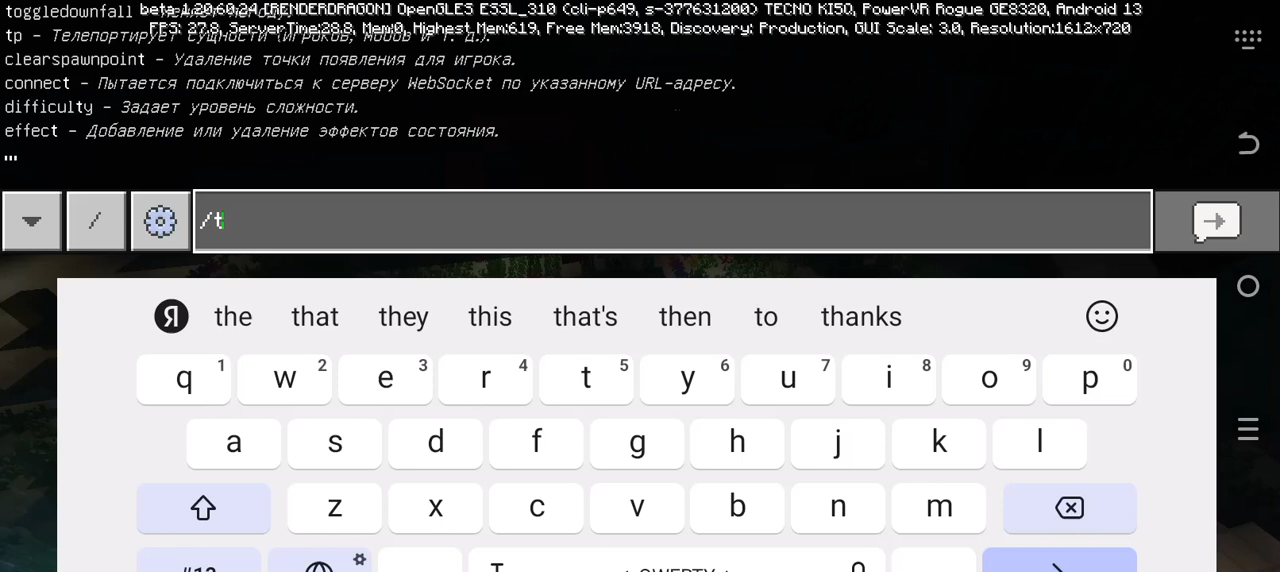 toggledownfall – Меняет погоду.
beta 1.20.60.24 [RENDERDRAGON] OpenGLES ESSL_310 (cli-p649, s-377631200) TECNO KI5Q, PowerVR Rogue GE8320, Android 13
FPS: 27.8, ServerTime:28.8, Mem:0, Highest Mem:619, Free Mem:3918, Discovery: Production, GUI Scale: 3.0, Resolution:1612x720
tp – Телепортирует сущности (игроков, мобов и т. д.).
clearspawnpoint – Удаление точки появления для игрока.
connect – Пытается подключиться к серверу WebSocket по указанному URL-адресу.
difficulty – Задает уровень сложности.
effect – Добавление или удаление эффектов состояния.
...
/ /t
Я the that they this that's then to thanks
q 1 w 2 e 3 r 4 t 5 y 6 u 7 i 8 o 9 p 0
a s d f g h j k l
z x c v b n m
QWERTY